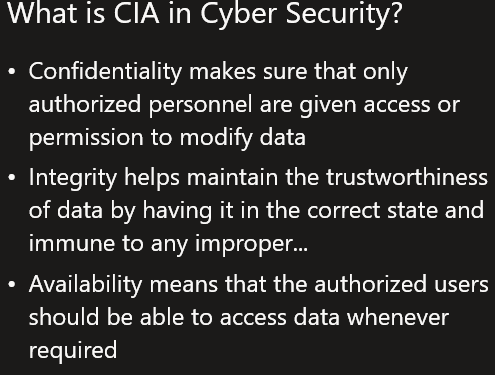 What is CIA in Cyber Security?
• Confidentiality makes sure that only
authorized personnel are given access or
permission to modify data
• Integrity helps maintain the trustworthiness
of data by having it in the correct state and
immune to any improper...
• Availability means that the authorized users
should be able to access data whenever
required